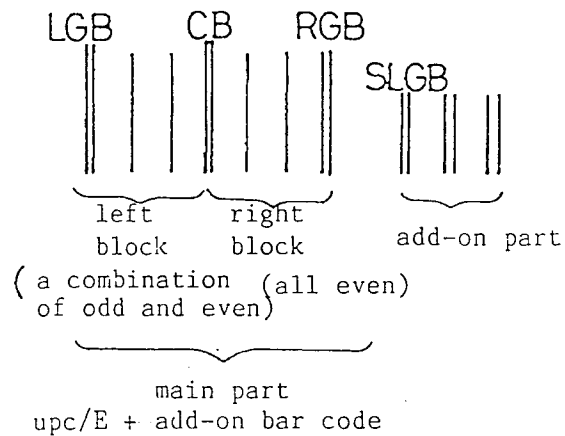 LGB CB RGB
SLGB
left right
block block
add-on part
(a combination (all even)
of odd and even)
main part
upc/E + add-on bar code